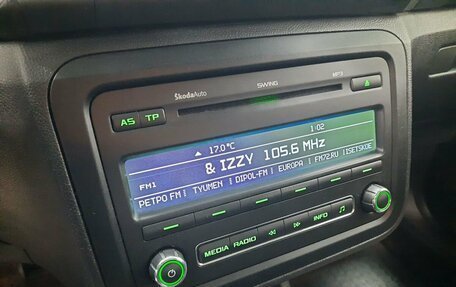 ŠkodaAuto SWING MP3
AS TP
17.0°C 1:02
& IZZY 105.6 MHz
FM1
РЕТРО FM TYUMEN DIPOL-FM EUROPA FM72.RU ISETSKOE
MEDIA RADIO INFO